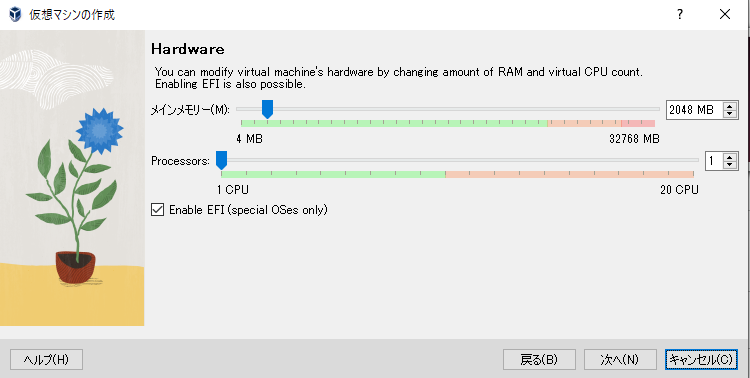 仮想マシンの作成
Hardware
You can modify virtual machine's hardware by changing amount of RAM and virtual CPU count.
Enabling EFI is also possible.
メインメモリー(M):
2048 MB
4 MB
32768 MB
Processors:
1
1 CPU
20 CPU
Enable EFI (special OSes only)
ヘルプ(H)
戻る(B)
次へ(N)
キャンセル(C)